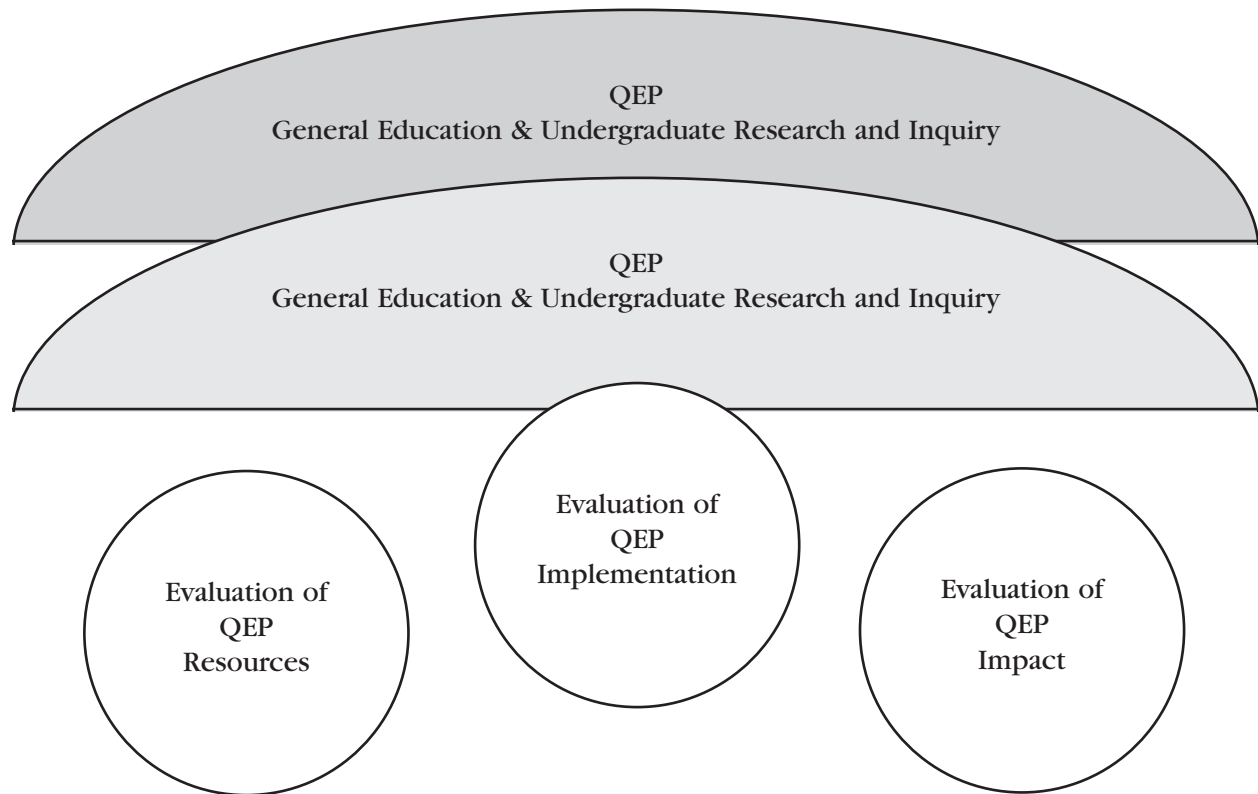 QEP
General Education & Undergraduate Research and Inquiry
QEP
General Education & Undergraduate Research and Inquiry
Evaluation of
QEP
Resources
Evaluation of
QEP
Implementation
Evaluation of
QEP
Impact